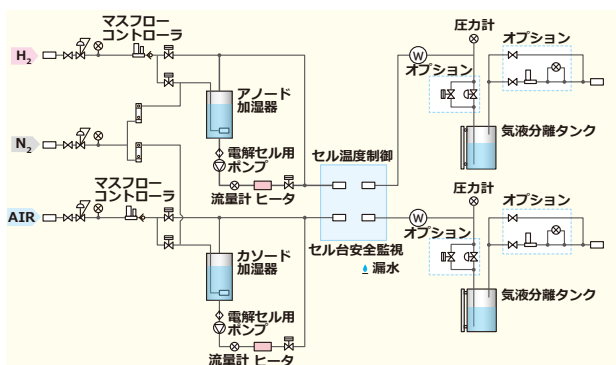 マスフロー
コントローラ
H₂
アノード
加湿器
N₂
電解セル用
ポンプ
マスフロー
コントローラ
流量計 ヒータ
セル温度制御
AIR
セル台安全監視
漏水
カソード
加湿器
電解セル用
ポンプ
流量計 ヒータ
圧力計
W
オプション
オプション
気液分離タンク
圧力計
W
オプション
オプション
気液分離タンク